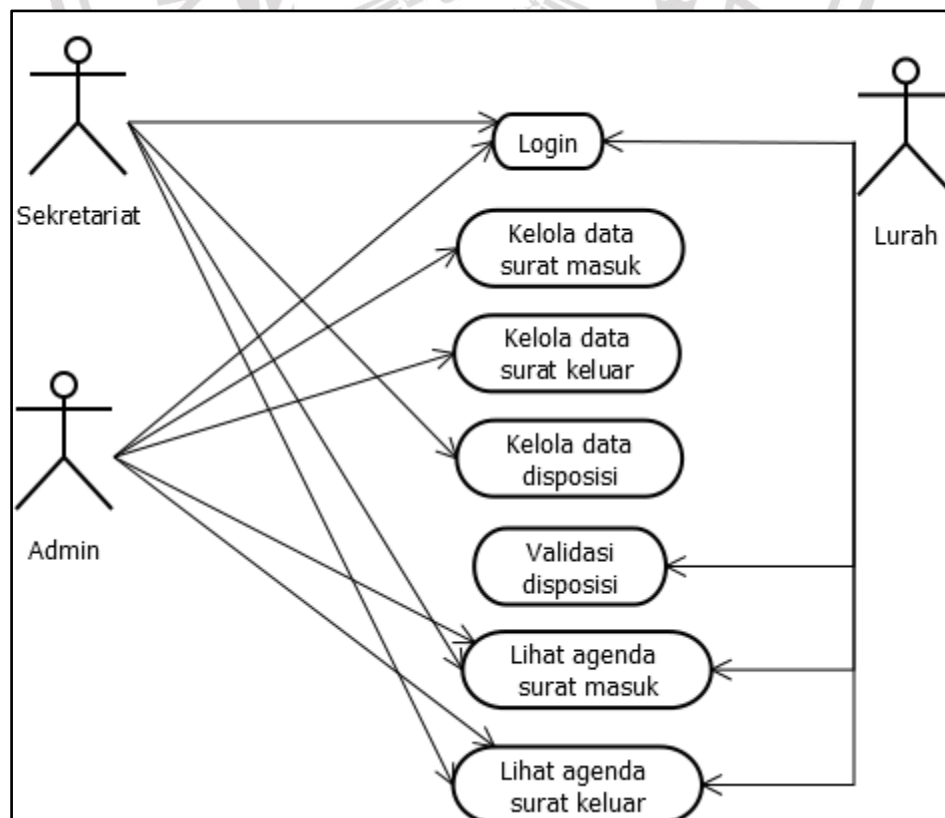 Sekretariat
Login
Lurah
Kelola data
surat masuk
Kelola data
surat keluar
Kelola data
disposisi
Admin
Validasi
disposisi
Lihat agenda
surat masuk
Lihat agenda
surat keluar